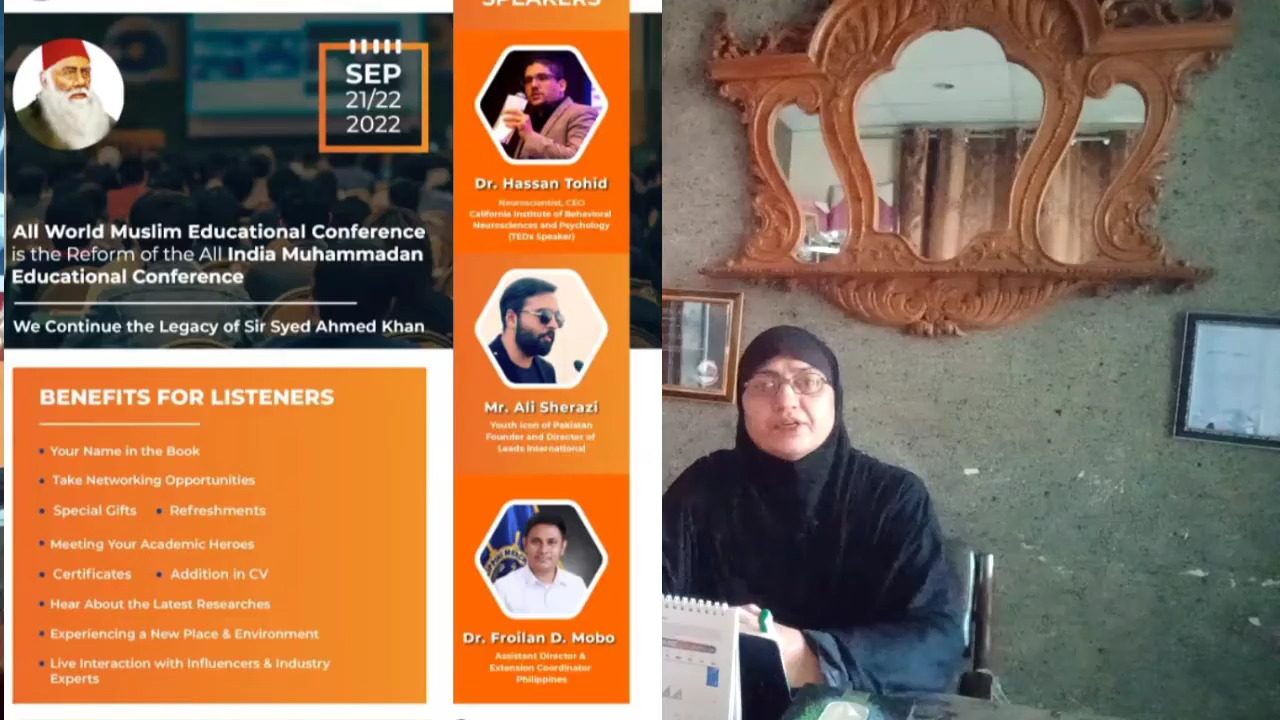 SPEAKERS
SEP
21/22
2022
All World Muslim Educational Conference
is the Reform of the All India Muhammadan
Educational Conference
We Continue the Legacy of Sir Syed Ahmed Khan
BENEFITS FOR LISTENERS
• Your Name in the Book
• Take Networking Opportunities
• Special Gifts • Refreshments
• Meeting Your Academic Heroes
• Certificates • Addition in CV
• Hear About the Latest Researches
• Experiencing a New Place & Environment
• Live Interaction with Influencers & Industry
Experts
Dr. Hassan Tohid
Neuroscientist, CEO
California Institute of Behavioral
Neurosciences and Psychology
(TEDx Speaker)
Mr. Ali Sherazi
Youth Icon of Pakistan
Founder and Director of
Leads International
Dr. Froilan D. Mobo
Assistant Director &
Extension Coordinator
Philippines